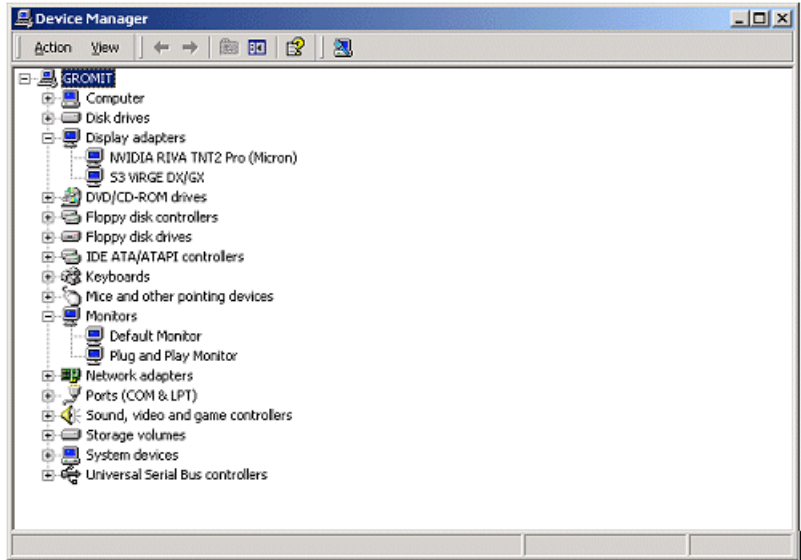 Device Manager
Action View
GROMIT
Computer
Disk drives
Display adapters
NVIDIA RIVA TNT2 Pro (Micron)
S3 ViRGE DX/GX
DVD/CD-ROM drives
Floppy disk controllers
Floppy disk drives
IDE ATA/ATAPI controllers
Keyboards
Mice and other pointing devices
Monitors
Default Monitor
Plug and Play Monitor
Network adapters
Ports (COM & LPT)
Sound, video and game controllers
Storage volumes
System devices
Universal Serial Bus controllers